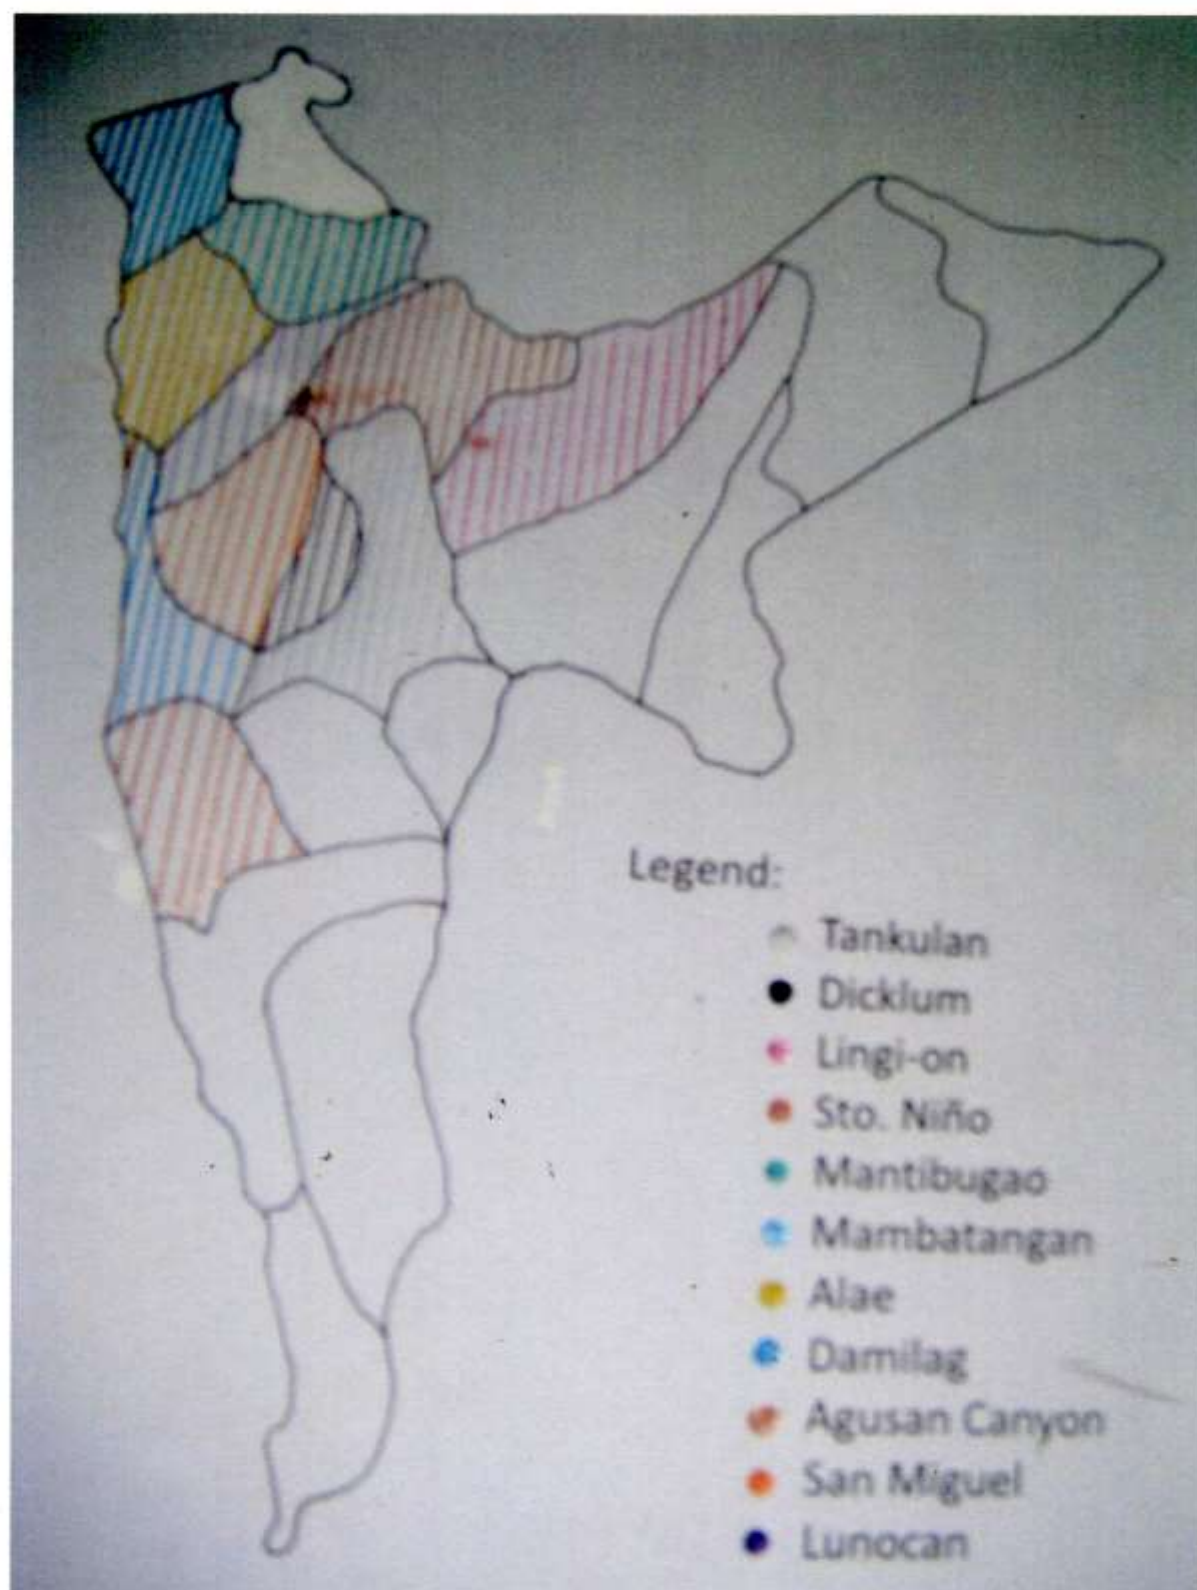 Legend:
Tankulan
Dicklum
Lingi-on
Sto. Niño
Mantibugao
Mambatangan
Alae
Damilag
Agusan Canyon
San Miguel
Lunocan